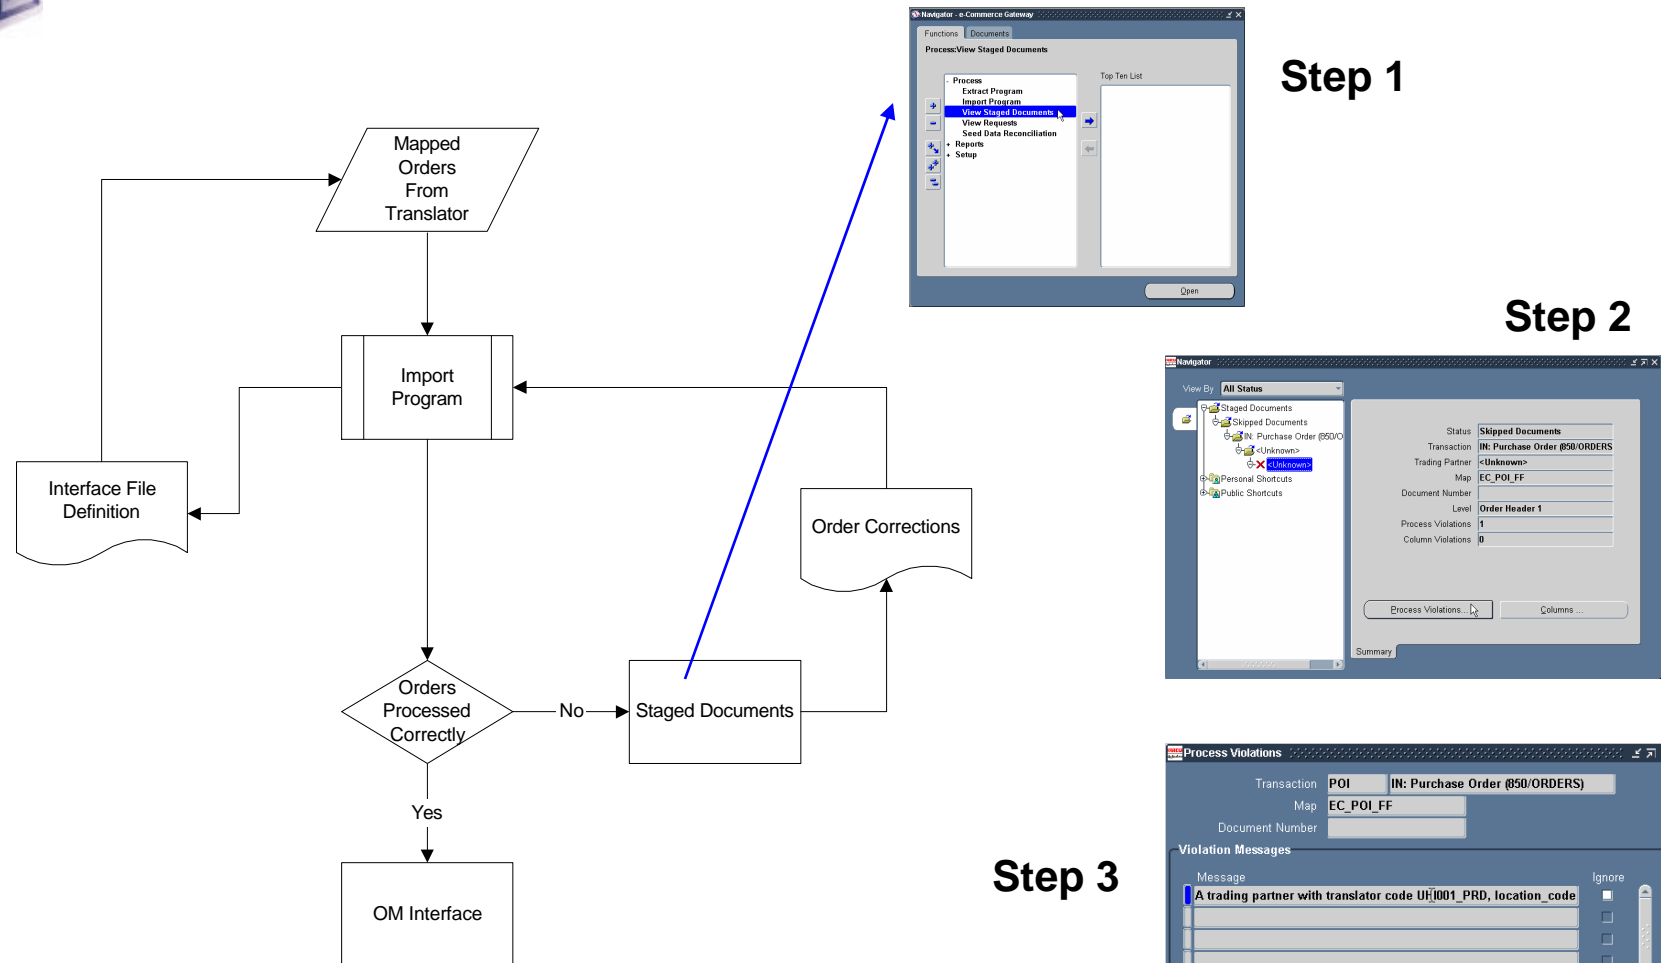 Mapped
Orders
From
Translator
Import
Program
Interface File
Definition
Order Corrections
Orders
Processed
Correctly
No
Staged Documents
Yes
OM Interface
Step 1
Navigator - e-Commerce Gateway
Functions
Documents
Process:View Staged Documents
- Process
Extract Program
Import Program
View Staged Documents
View Requests
Seed Data Reconciliation
+ Reports
+ Setup
Top Ten List
Open
Step 2
Navigator
View By All Status
Staged Documents
Skipped Documents
IN: Purchase Order (850/O
<Unknown>
<Unknown>
Personal Shortcuts
Public Shortcuts
Status Skipped Documents
Transaction IN: Purchase Order (850/ORDERS
Trading Partner <Unknown>
Map EC_POI_FF
Document Number
Level Order Header 1
Process Violations 1
Column Violations 0
Process Violations...
Columns ...
Summary
Step 3
Process Violations
Transaction POI IN: Purchase Order (850/ORDERS)
Map EC_POI_FF
Document Number
Violation Messages
Message
Ignore
A trading partner with translator code , location_code